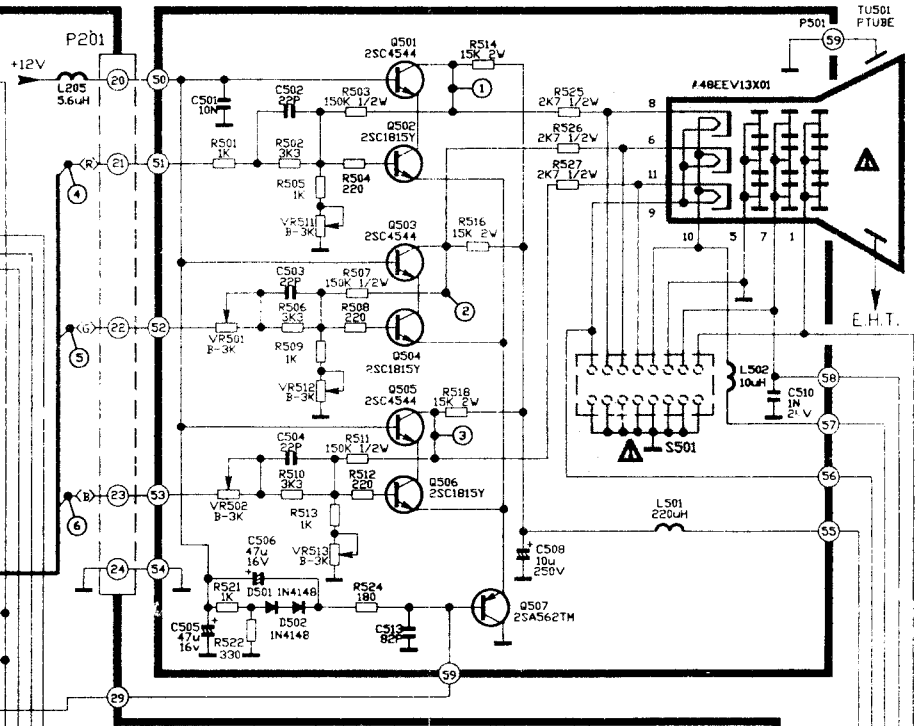 TU501
PTUBE
P501
59
P201
+12V
L205
5.6uH
20
50
Q501
2SC4544
R514
15K 2W
1
C501
10N
C502
22P
R503
150K 1/2W
R525
2K7 1/2W
8
R526
2K7 1/2W
6
R527
2K7 1/2W
11
9
10
5
7
1
Q502
2SC1815Y
R501
1K
R502
3K3
R504
220
<R>
21
51
4
R505
1K
VR511
B-3K
Q503
2SC4544
R516
15K 2W
C503
22P
R507
150K 1/2W
2
R506
3K3
R508
220
<G>
22
52
5
VR501
B-3K
R509
1K
Q504
2SC1815Y
VR512
B-3K
Q505
2SC4544
R518
15K 2W
3
C504
22P
R511
150K 1/2W
R510
3K3
R512
220
Q506
2SC1815Y
<B>
23
53
6
VR502
B-3K
R513
1K
VR513
B-3K
E.H.T.
L502
10uH
C510
1N
58
57
S501
56
L501
220uH
55
24
54
C506
47u
16V
+
C508
10u
250V
+
R521
1K
D501 1N4148
D502
1N4148
R524
180
Q507
2SA562TM
C505
47u
16v
+
R522
330
C513
82P
59
29